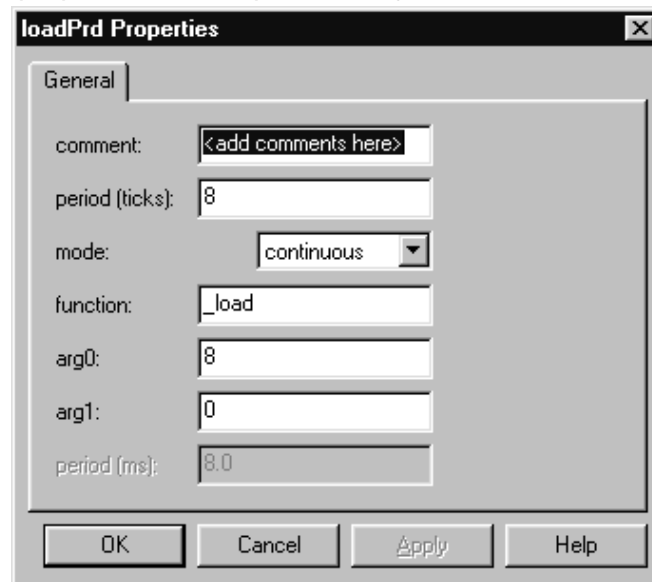 loadPrd Properties
General
comment: <add comments here>
period (ticks): 8
mode: continuous
function: _load
arg0: 8
arg1: 0
period (ms): 8.0
OK Cancel Apply Help